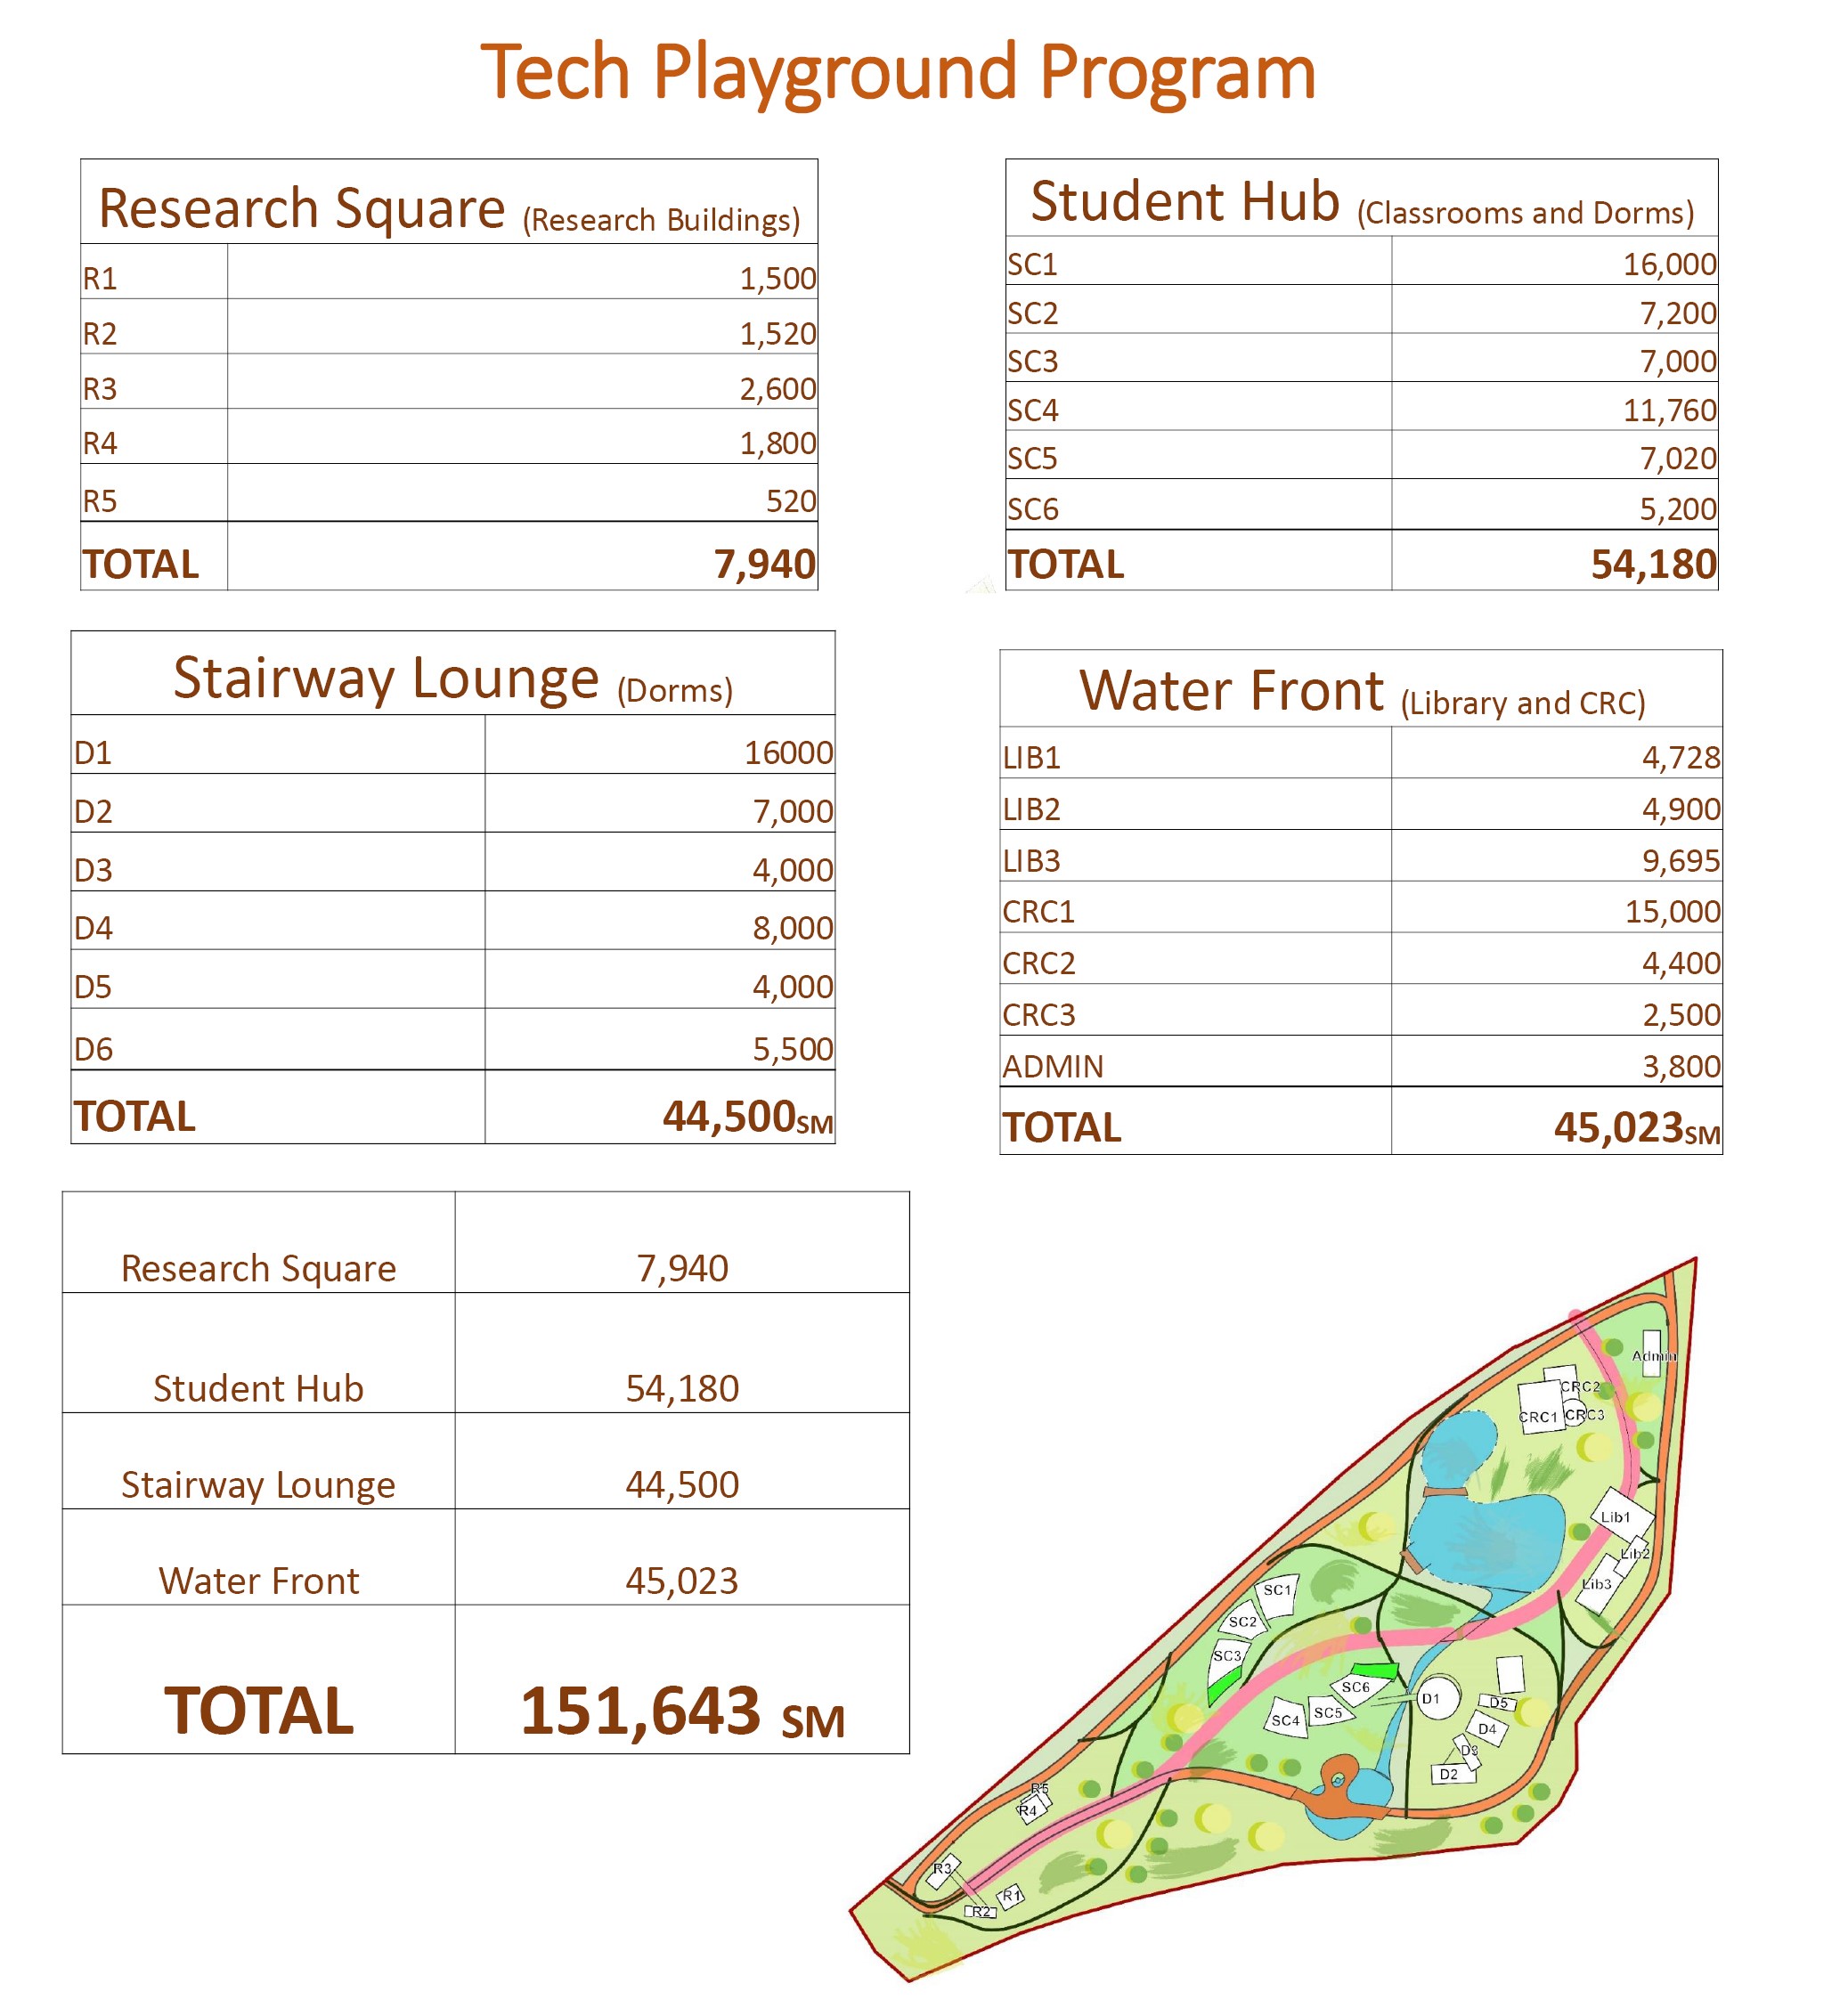 Tech Playground Program
Research Square (Research Buildings)
R1 1,500
R2 1,520
R3 2,600
R4 1,800
R5 520
TOTAL 7,940
Student Hub (Classrooms and Dorms)
SC1 16,000
SC2 7,200
SC3 7,000
SC4 11,760
SC5 7,020
SC6 5,200
TOTAL 54,180
Stairway Lounge (Dorms)
D1 16000
D2 7,000
D3 4,000
D4 8,000
D5 4,000
D6 5,500
TOTAL 44,500SM
Water Front (Library and CRC)
LIB1 4,728
LIB2 4,900
LIB3 9,695
CRC1 15,000
CRC2 4,400
CRC3 2,500
ADMIN 3,800
TOTAL 45,023SM
Research Square 7,940
Student Hub 54,180
Stairway Lounge 44,500
Water Front 45,023
TOTAL 151,643 SM
Admin
CRC2
CRC1 CRC3
Lib1
Lib2
Lib3
SC1
SC2
SC3
SC6
SC5
SC4
D1
D5
D4
D3
D2
R5
R4
R3
R1
R2